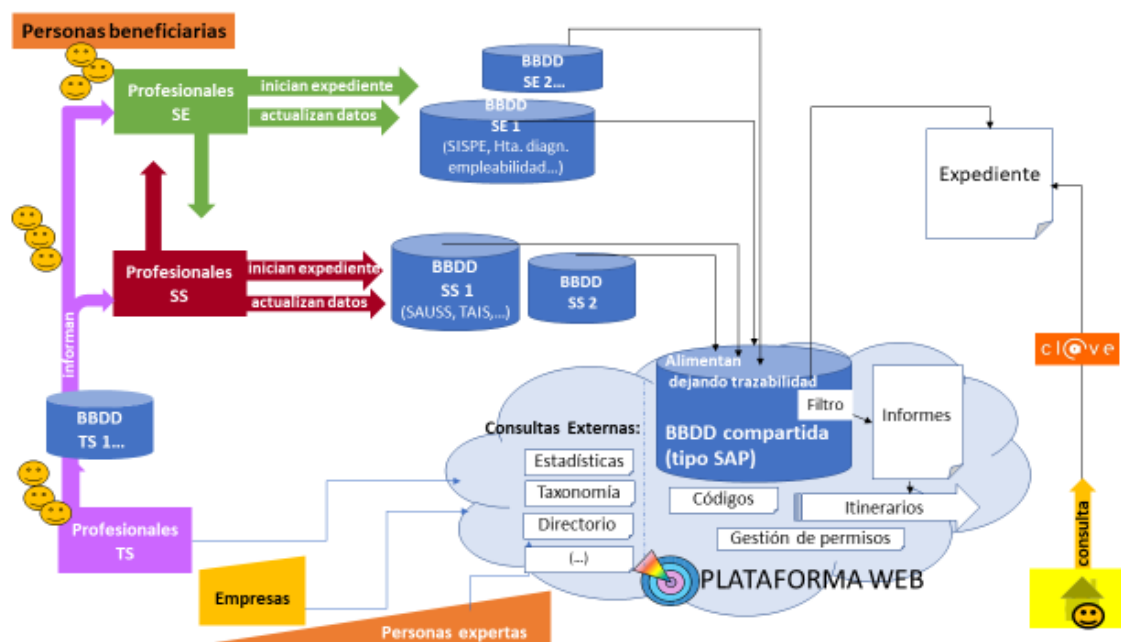 Personas beneficiarias
Profesionales
SE
inician expediente
actualizan datos
BBDD
SE 2...
BBDD
SE 1
(SISPE, Hta. diagn.
empleabilidad...)
Expediente
Profesionales
SS
inician expediente
actualizan datos
BBDD
SS 1
(SAUSS, TAIS,...)
BBDD
SS 2
informan
cl@ve
BBDD
TS 1...
Alimentan
dejando trazabilidad
Filtro
Informes
BBDD compartida
(tipo SAP)
Consultas Externas:
Estadísticas
Taxonomía
Directorio
(...)
Códigos
Itinerarios
Gestión de permisos
PLATAFORMA WEB
Profesionales
TS
Empresas
Personas expertas
consulta